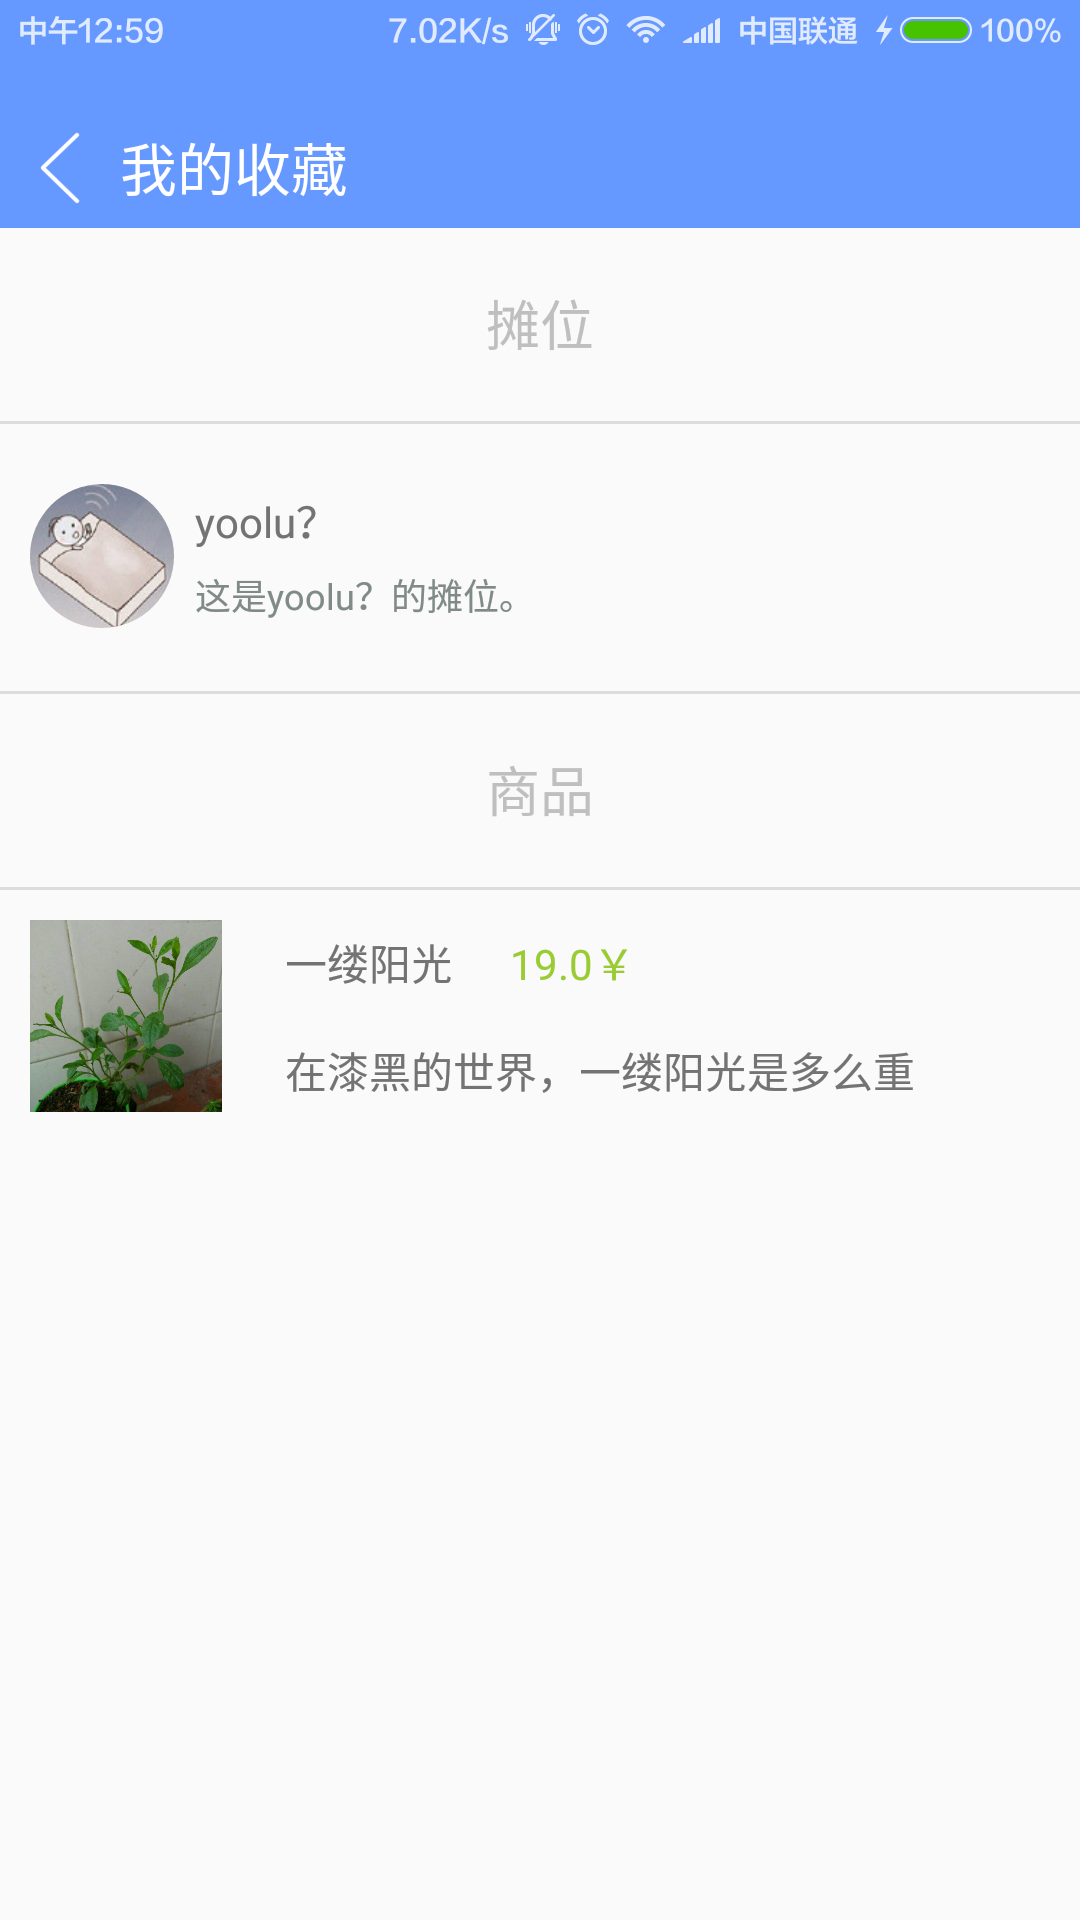 中午12:59 7.02K/s 中国联通 100%
我的收藏
摊位
yoolu？
这是yoolu？的摊位。
商品
一缕阳光 19.0￥
在漆黑的世界，一缕阳光是多么重